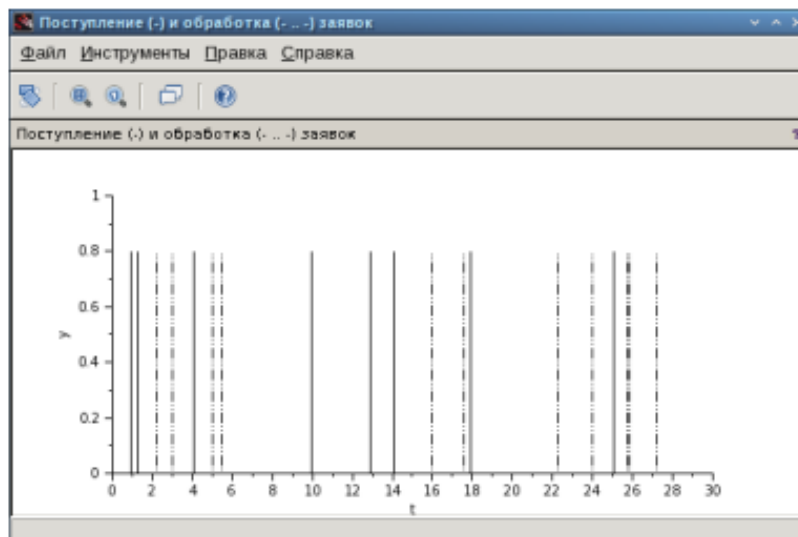 Поступление (-) и обработка (- .. -) заявок
Файл Инструменты Правка Справка
Поступление (-) и обработка (- .. -) заявок
1
0.8
0.6
0.4
0.2
0
y
0 2 4 6 8 10 12 14 16 18 20 22 24 26 28 30
t